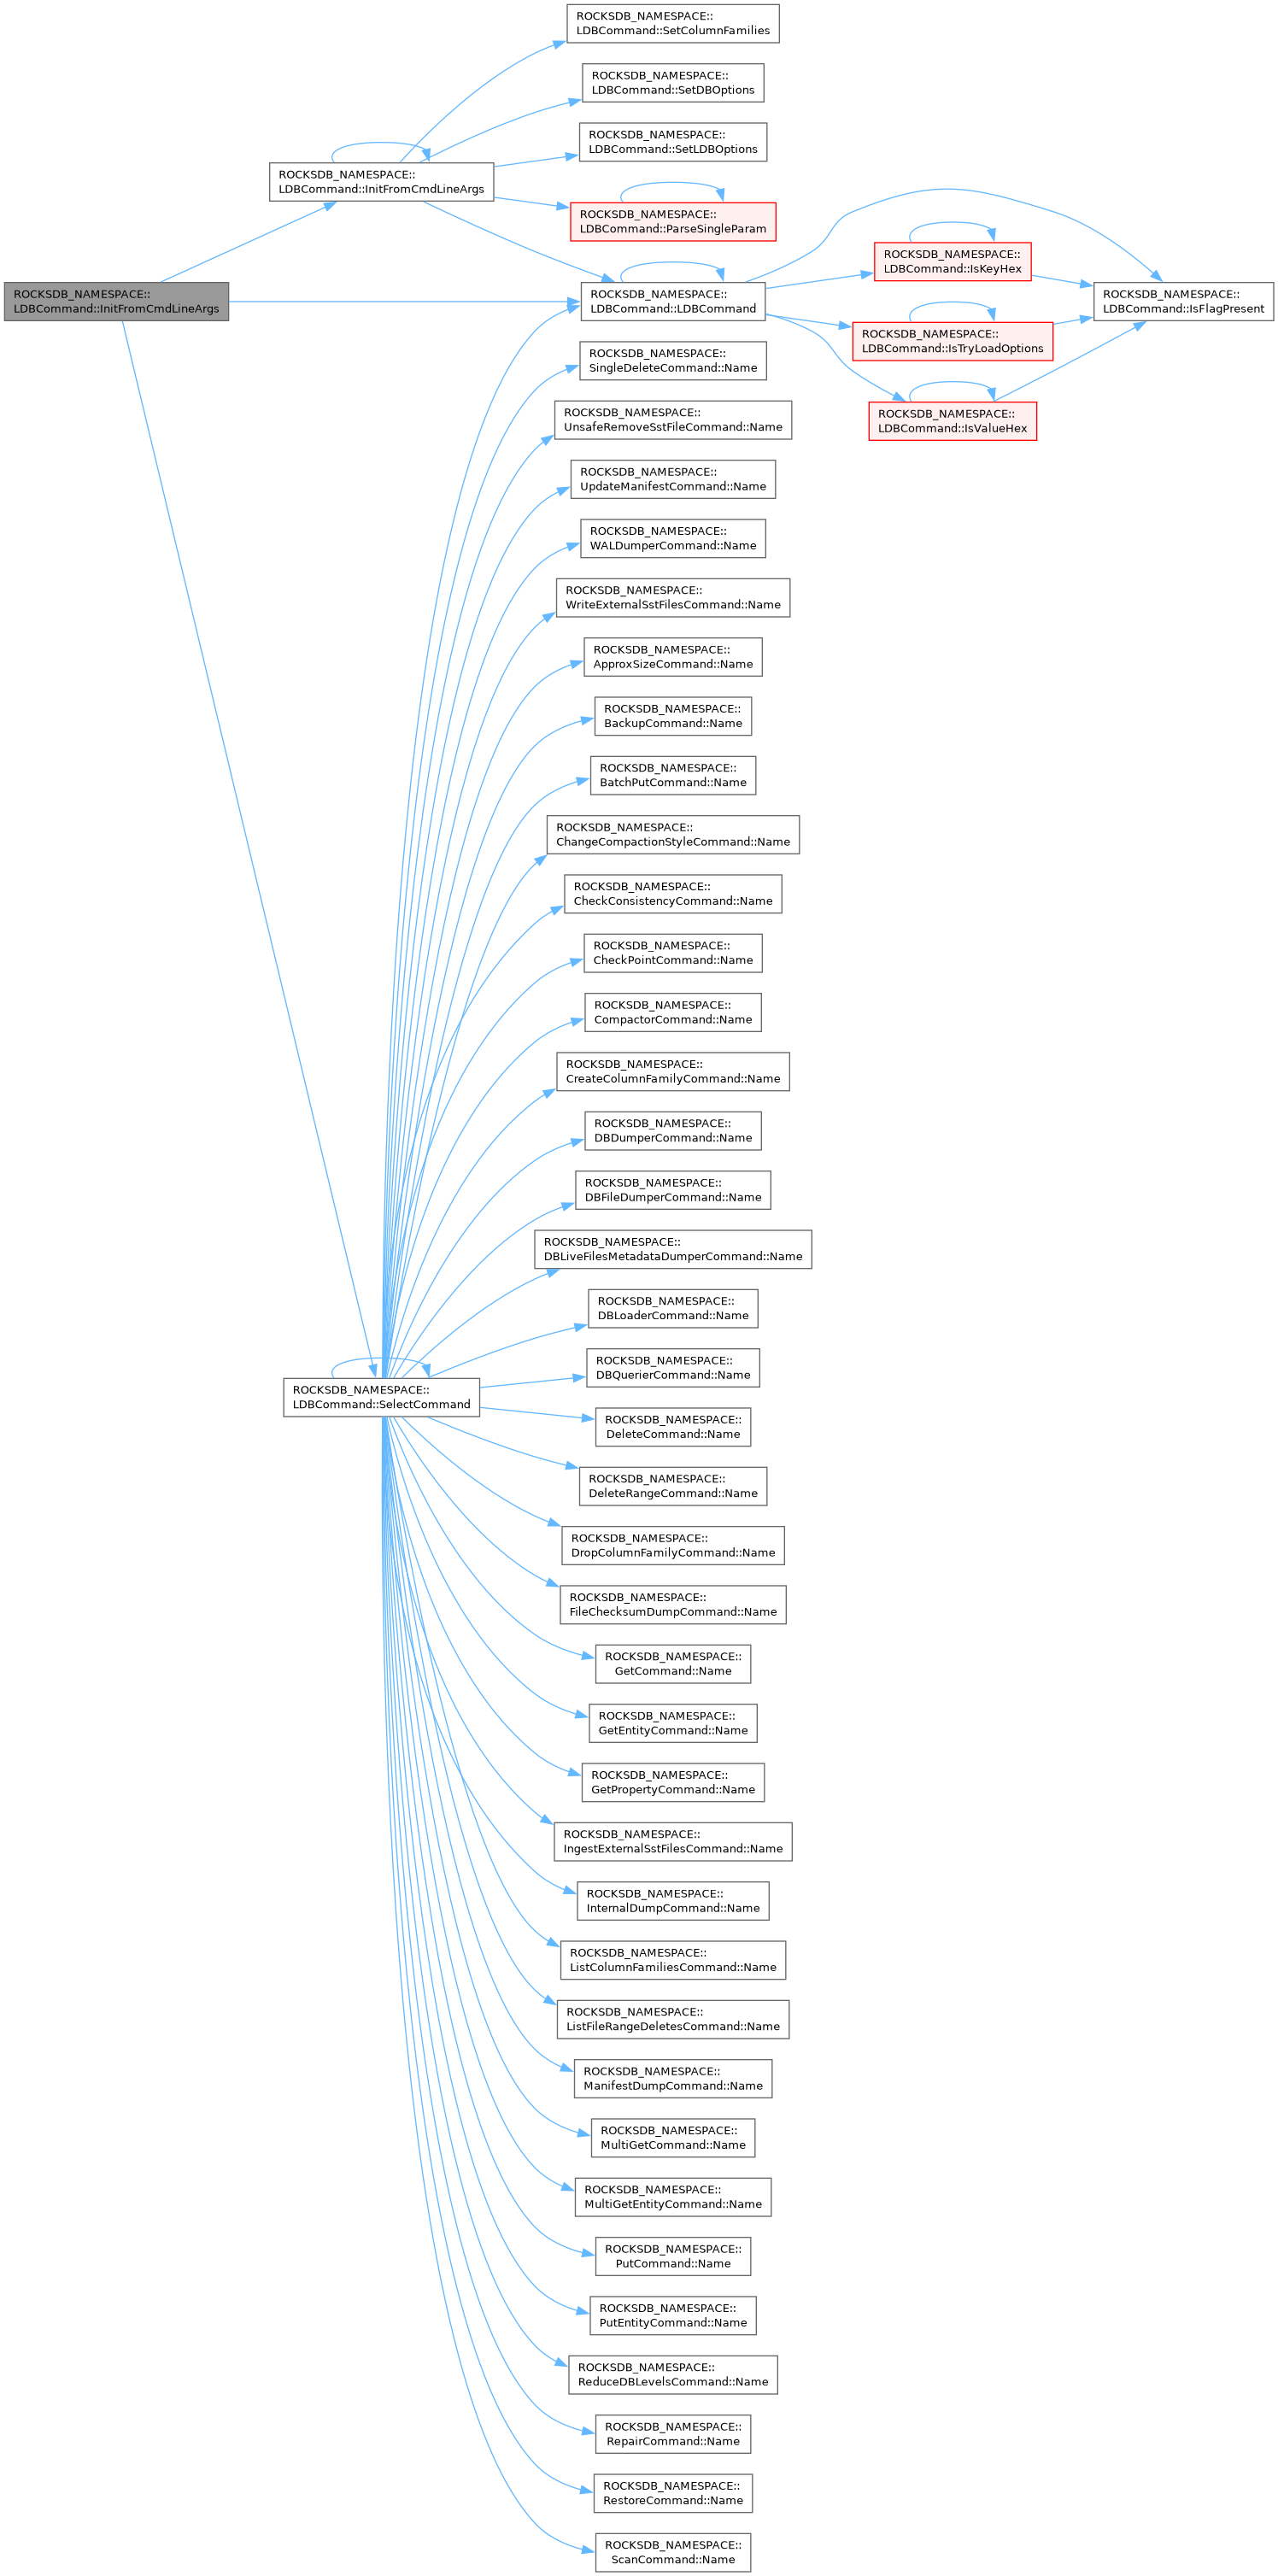 ROCKSDB_NAMESPACE::
LDBCommand::InitFromCmdLineArgs
ROCKSDB_NAMESPACE::
LDBCommand::InitFromCmdLineArgs
ROCKSDB_NAMESPACE::
LDBCommand::SelectCommand
ROCKSDB_NAMESPACE::
LDBCommand::SetColumnFamilies
ROCKSDB_NAMESPACE::
LDBCommand::SetDBOptions
ROCKSDB_NAMESPACE::
LDBCommand::SetLDBOptions
ROCKSDB_NAMESPACE::
LDBCommand::ParseSingleParam
ROCKSDB_NAMESPACE::
LDBCommand::LDBCommand
ROCKSDB_NAMESPACE::
LDBCommand::IsKeyHex
ROCKSDB_NAMESPACE::
LDBCommand::IsTryLoadOptions
ROCKSDB_NAMESPACE::
LDBCommand::IsValueHex
ROCKSDB_NAMESPACE::
LDBCommand::IsFlagPresent
ROCKSDB_NAMESPACE::
SingleDeleteCommand::Name
ROCKSDB_NAMESPACE::
UnsafeRemoveSstFileCommand::Name
ROCKSDB_NAMESPACE::
UpdateManifestCommand::Name
ROCKSDB_NAMESPACE::
WALDumperCommand::Name
ROCKSDB_NAMESPACE::
WriteExternalSstFilesCommand::Name
ROCKSDB_NAMESPACE::
ApproxSizeCommand::Name
ROCKSDB_NAMESPACE::
BackupCommand::Name
ROCKSDB_NAMESPACE::
BatchPutCommand::Name
ROCKSDB_NAMESPACE::
ChangeCompactionStyleCommand::Name
ROCKSDB_NAMESPACE::
CheckConsistencyCommand::Name
ROCKSDB_NAMESPACE::
CheckPointCommand::Name
ROCKSDB_NAMESPACE::
CompactorCommand::Name
ROCKSDB_NAMESPACE::
CreateColumnFamilyCommand::Name
ROCKSDB_NAMESPACE::
DBDumperCommand::Name
ROCKSDB_NAMESPACE::
DBFileDumperCommand::Name
ROCKSDB_NAMESPACE::
DBLiveFilesMetadataDumperCommand::Name
ROCKSDB_NAMESPACE::
DBLoaderCommand::Name
ROCKSDB_NAMESPACE::
DBQuerierCommand::Name
ROCKSDB_NAMESPACE::
DeleteCommand::Name
ROCKSDB_NAMESPACE::
DeleteRangeCommand::Name
ROCKSDB_NAMESPACE::
DropColumnFamilyCommand::Name
ROCKSDB_NAMESPACE::
FileChecksumDumpCommand::Name
ROCKSDB_NAMESPACE::
GetCommand::Name
ROCKSDB_NAMESPACE::
GetEntityCommand::Name
ROCKSDB_NAMESPACE::
GetPropertyCommand::Name
ROCKSDB_NAMESPACE::
IngestExternalSstFilesCommand::Name
ROCKSDB_NAMESPACE::
InternalDumpCommand::Name
ROCKSDB_NAMESPACE::
ListColumnFamiliesCommand::Name
ROCKSDB_NAMESPACE::
ListFileRangeDeletesCommand::Name
ROCKSDB_NAMESPACE::
ManifestDumpCommand::Name
ROCKSDB_NAMESPACE::
MultiGetCommand::Name
ROCKSDB_NAMESPACE::
MultiGetEntityCommand::Name
ROCKSDB_NAMESPACE::
PutCommand::Name
ROCKSDB_NAMESPACE::
PutEntityCommand::Name
ROCKSDB_NAMESPACE::
ReduceDBLevelsCommand::Name
ROCKSDB_NAMESPACE::
RepairCommand::Name
ROCKSDB_NAMESPACE::
RestoreCommand::Name
ROCKSDB_NAMESPACE::
ScanCommand::Name